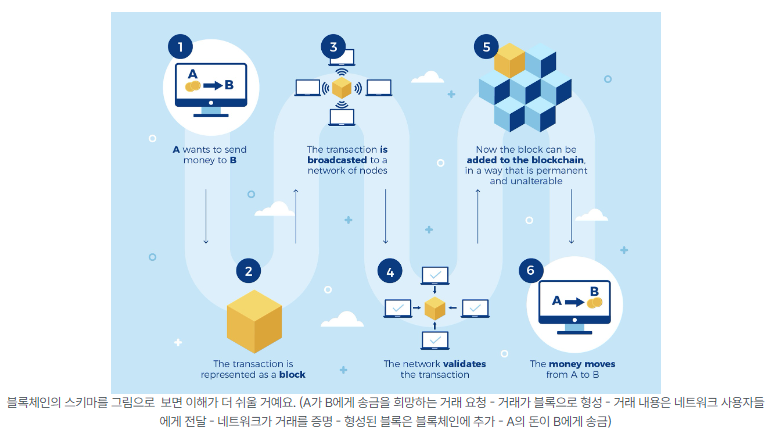 1
A
B
A wants to send
money to B
2
The transaction is
represented as a block
3
The transaction is
broadcasted to a
network of nodes
4
The network validates
the transaction
5
Now the block can be
added to the blockchain,
in a way that is permanent
and unalterable
6
A
B
The money moves
from A to B
블록체인의 스키마를 그림으로 보면 이해가 더 쉬울 거예요. (A가 B에게 송금을 희망하는 거래 요청 - 거래가 블록으로 형성 - 거래 내용은 네트워크 사용자들
에게 전달 - 네트워크가 거래를 증명 - 형성된 블록은 블록체인에 추가 - A의 돈이 B에게 송금)